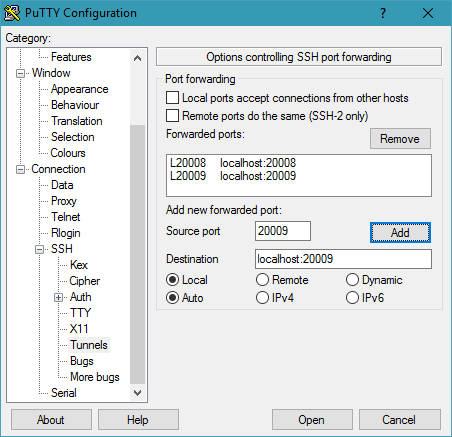 PuTTY Configuration
Category:
Features
Window
Appearance
Behaviour
Translation
Selection
Colours
Connection
Data
Proxy
Telnet
Rlogin
SSH
Kex
Cipher
Auth
TTY
X11
Tunnels
Bugs
More bugs
Serial
Options controlling SSH port forwarding
Port forwarding
Local ports accept connections from other hosts
Remote ports do the same (SSH-2 only)
Forwarded ports:
Remove
L20008 localhost:20008
L20009 localhost:20009
Add new forwarded port:
Source port 20009 Add
Destination localhost:20009
Local Remote Dynamic
Auto IPv4 IPv6
About Help Open Cancel